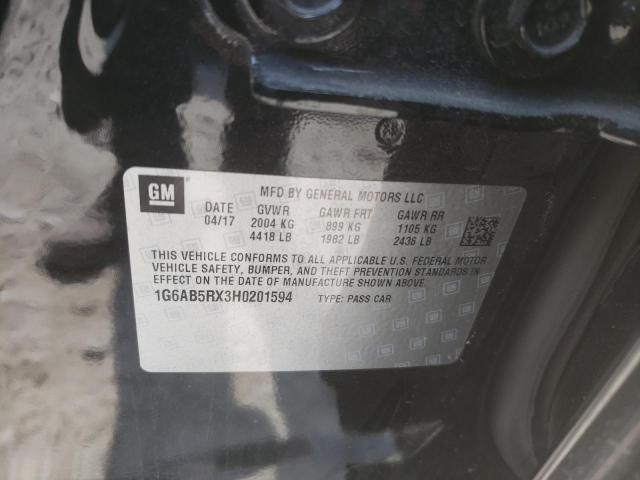 GM
MFD BY GENERAL MOTORS LLC
DATE GVWR GAWR FRT GAWR RR
04/17 2004 KG 899 KG 1105 KG
4418 LB 1982 LB 2436 LB
THIS VEHICLE CONFORMS TO ALL APPLICABLE U.S. FEDERAL MOTOR
VEHICLE SAFETY, BUMPER, AND THEFT PREVENTION STANDARDS IN
EFFECT ON THE DATE OF MANUFACTURE SHOWN ABOVE.
1G6AB5RX3H0201594 TYPE: PASS CAR